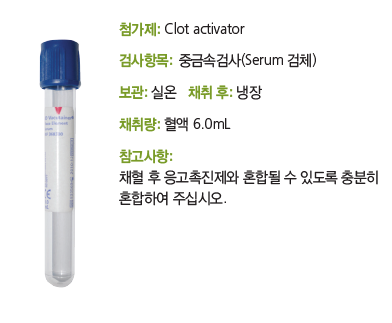 첨가제: Clot activator
검사항목: 중금속검사(Serum 검체)
보관: 실온 채취 후: 냉장
채취량: 혈액 6.0mL
참고사항:
채혈 후 응고촉진제와 혼합될 수 있도록 충분히
혼합하여 주십시오.